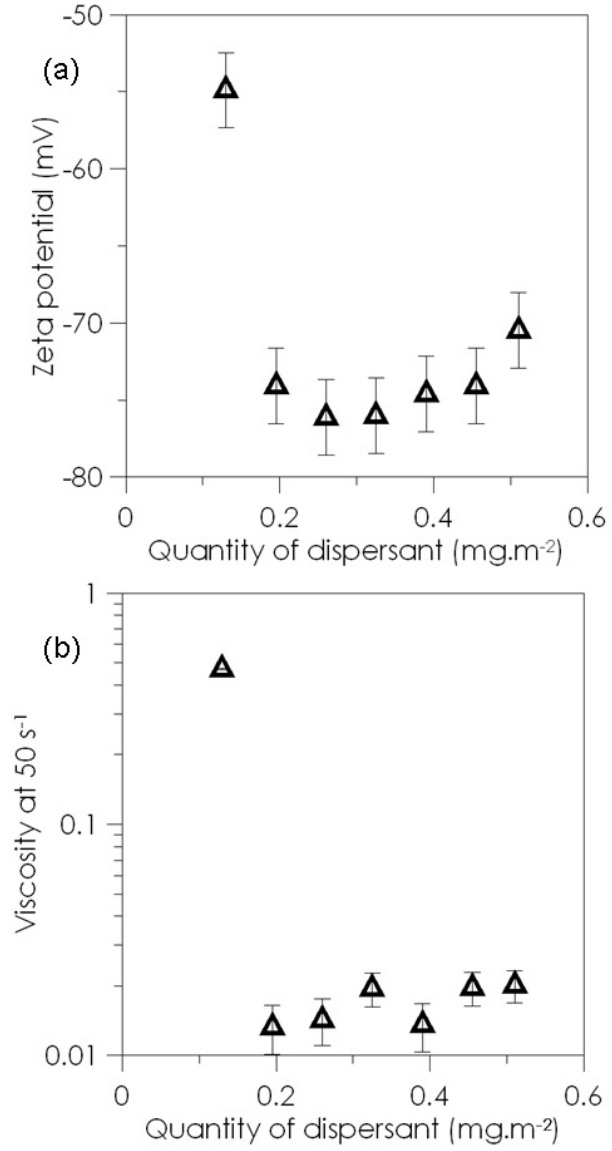 (a)
Zeta potential (mV)
-50
-60
-70
-80
0
0.2
0.4
0.6
Quantity of dispersant (mg.m⁻²)
(b)
Viscosity at 50 s⁻¹
1
0.1
0.01
0
0.2
0.4
0.6
Quantity of dispersant (mg.m⁻²)